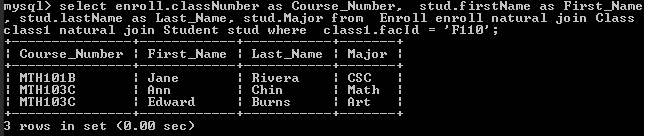 mysql> select enroll.classNumber as Course_Number,  stud.firstName as First_Name
, stud.lastName as Last_Name, stud.Major from  Enroll enroll natural join Class
class1 natural join Student stud where  class1.facId = 'F110';
+---------------+------------+-----------+-------+
| Course_Number | First_Name | Last_Name | Major |
+---------------+------------+-----------+-------+
| MTH101B       | Jane       | Rivera    | CSC   |
| MTH103C       | Ann        | Chin      | Math  |
| MTH103C       | Edward     | Burns     | Art   |
+---------------+------------+-----------+-------+
3 rows in set (0.00 sec)